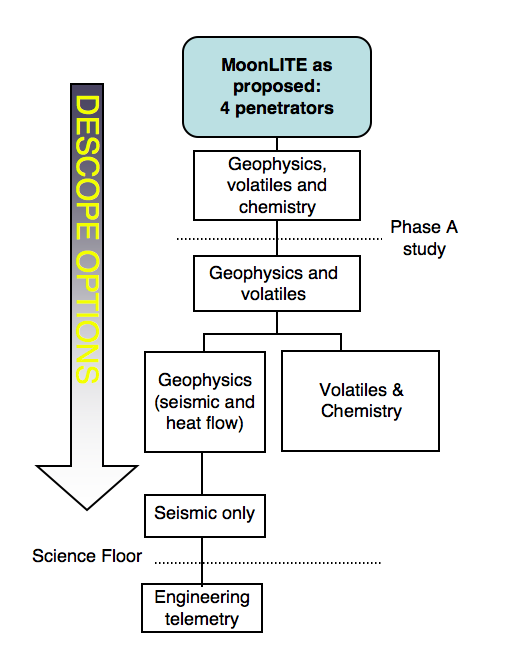 MoonLITE as
proposed:
4 penetrators
DESCOPE OPTIONS
Geophysics,
volatiles and
chemistry
Phase A
study
Geophysics and
volatiles
Geophysics
(seismic and
heat flow)
Volatiles &
Chemistry
Seismic only
Science Floor
Engineering
telemetry